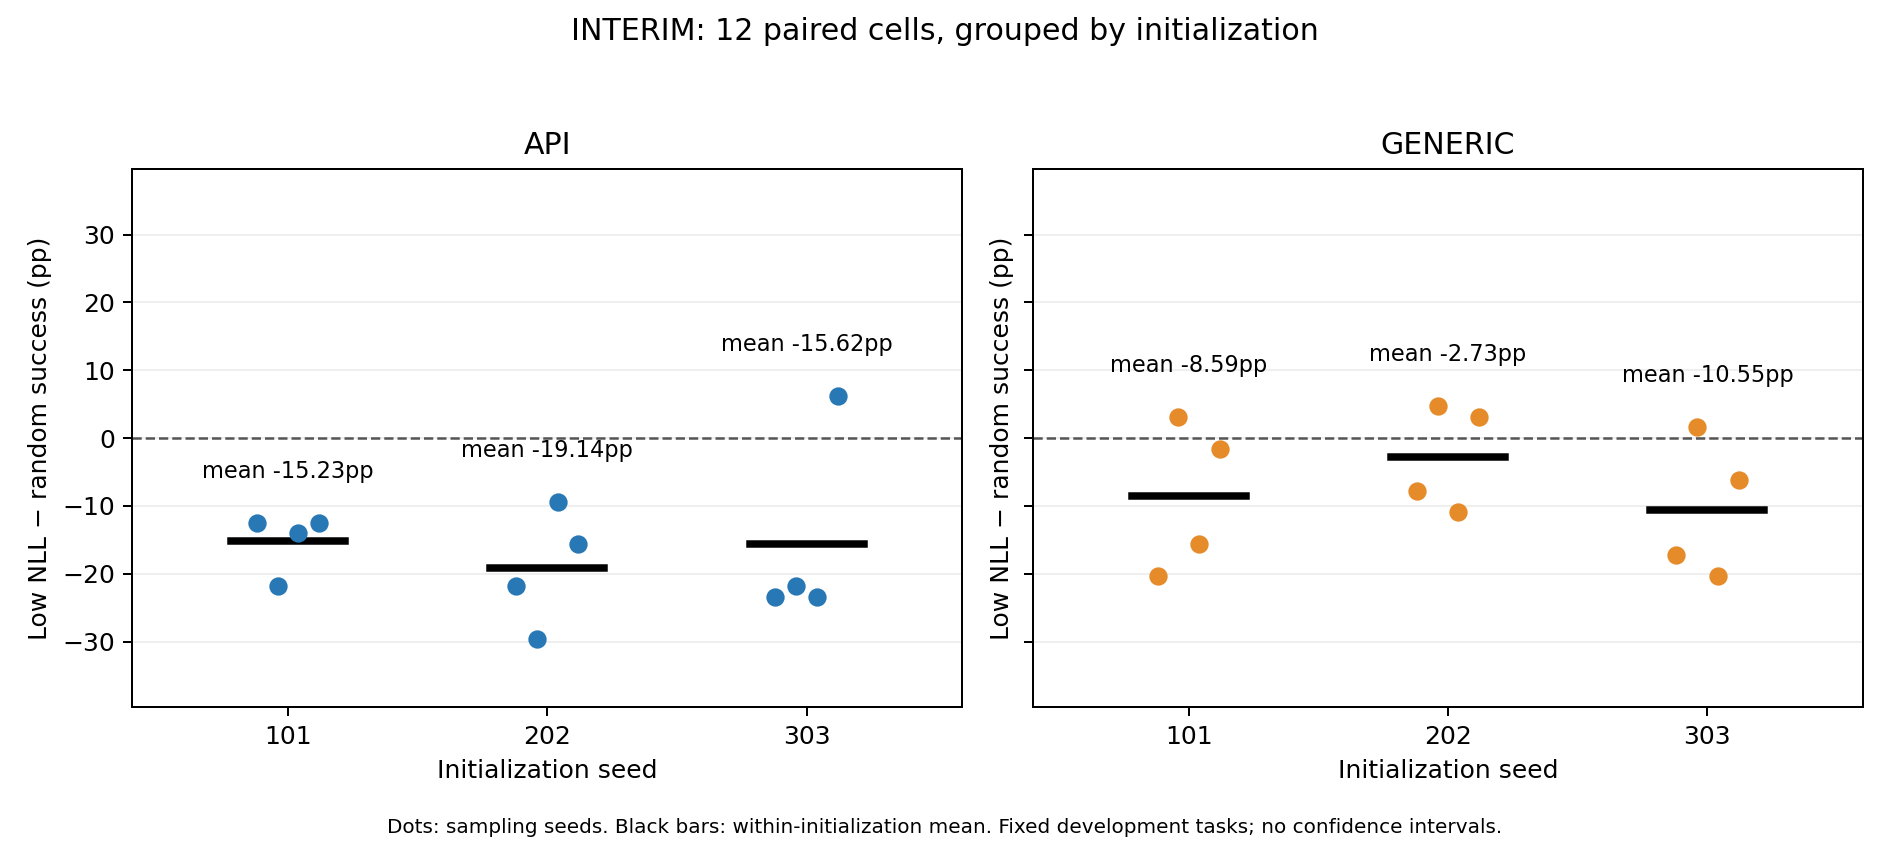 INTERIM: 12 paired cells, grouped by initialization
API
Low NLL − random success (pp)
30
20
10
0
−10
−20
−30
mean -15.23pp
mean -19.14pp
mean -15.62pp
101
202
303
Initialization seed
GENERIC
Low NLL − random success (pp)
mean -8.59pp
mean -2.73pp
mean -10.55pp
101
202
303
Initialization seed
Dots: sampling seeds. Black bars: within-initialization mean. Fixed development tasks; no confidence intervals.